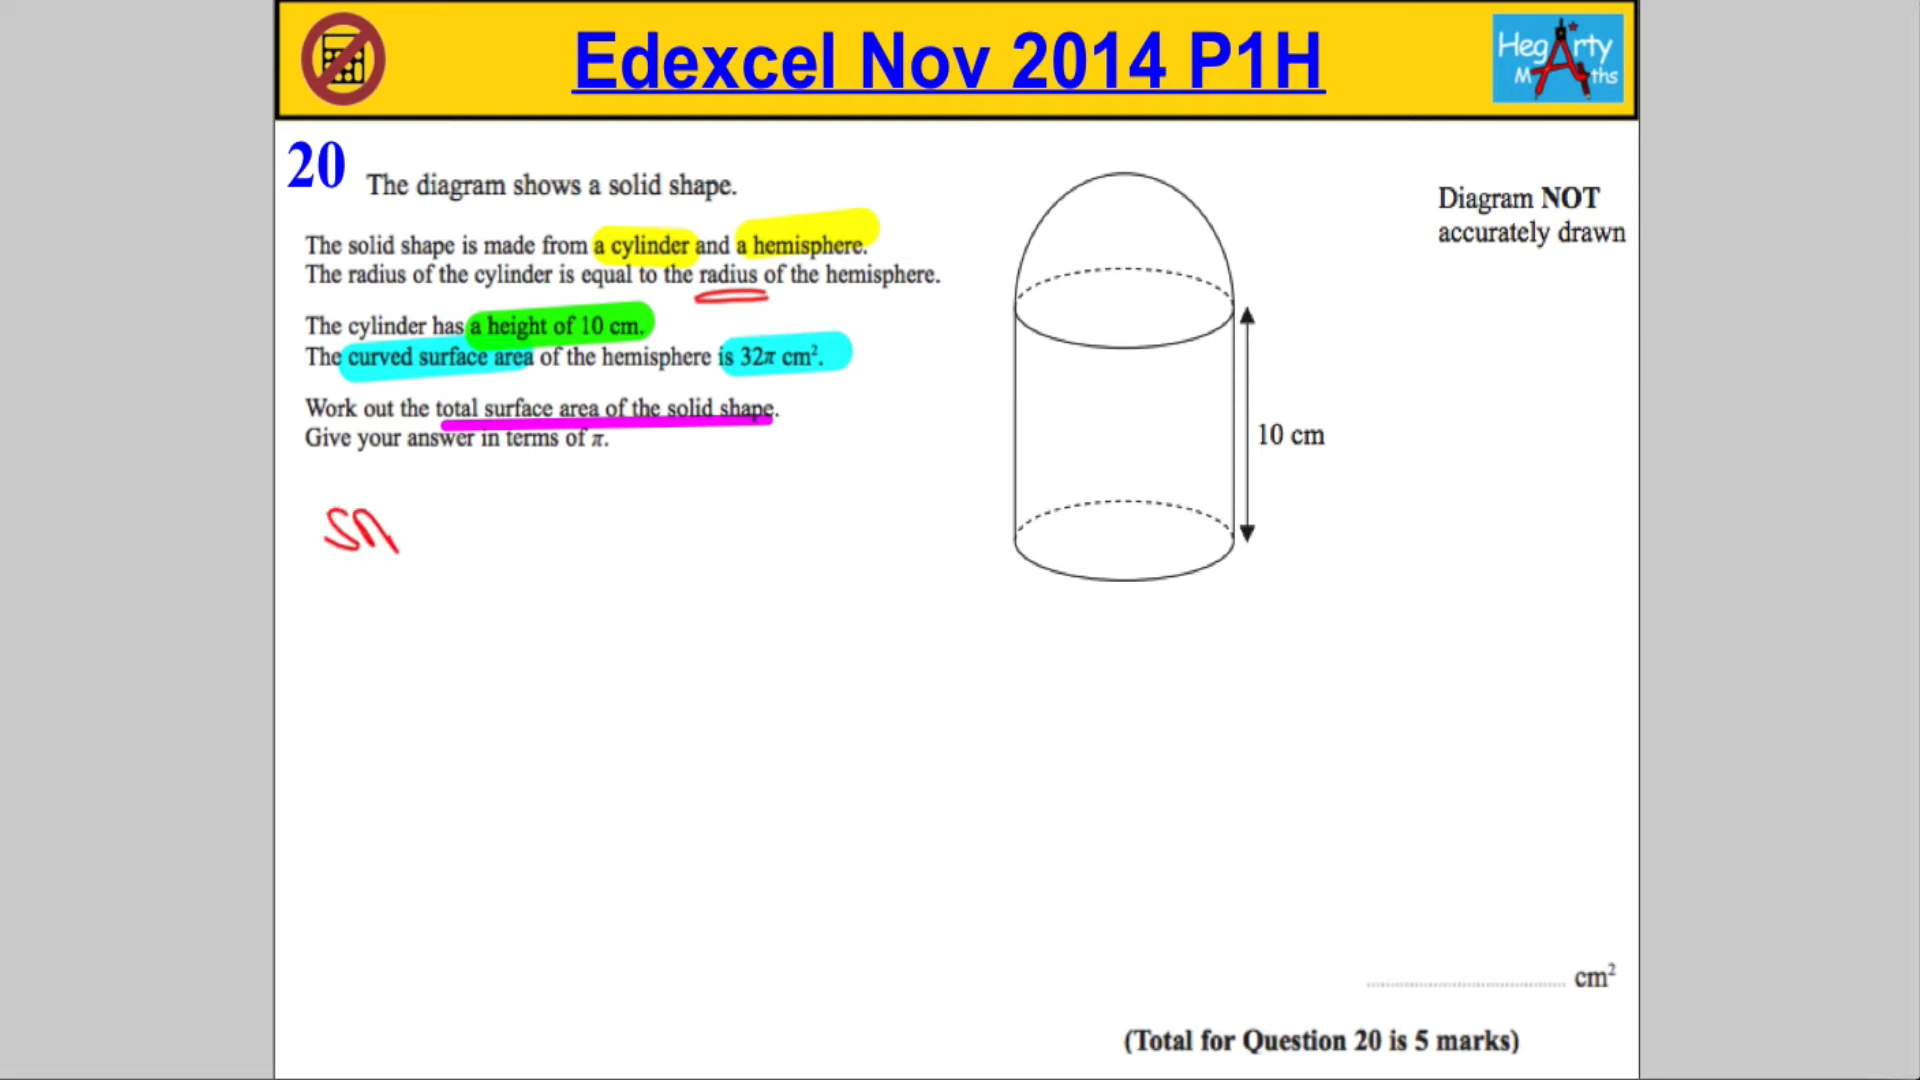 Edexcel Nov 2014 P1H
HegArty
MAths
20
The diagram shows a solid shape.
Diagram NOT
accurately drawn
The solid shape is made from a cylinder and a hemisphere.
The radius of the cylinder is equal to the radius of the hemisphere.
The cylinder has a height of 10 cm.
The curved surface area of the hemisphere is 32π cm².
Work out the total surface area of the solid shape.
Give your answer in terms of π.
10 cm
SA
cm²
(Total for Question 20 is 5 marks)